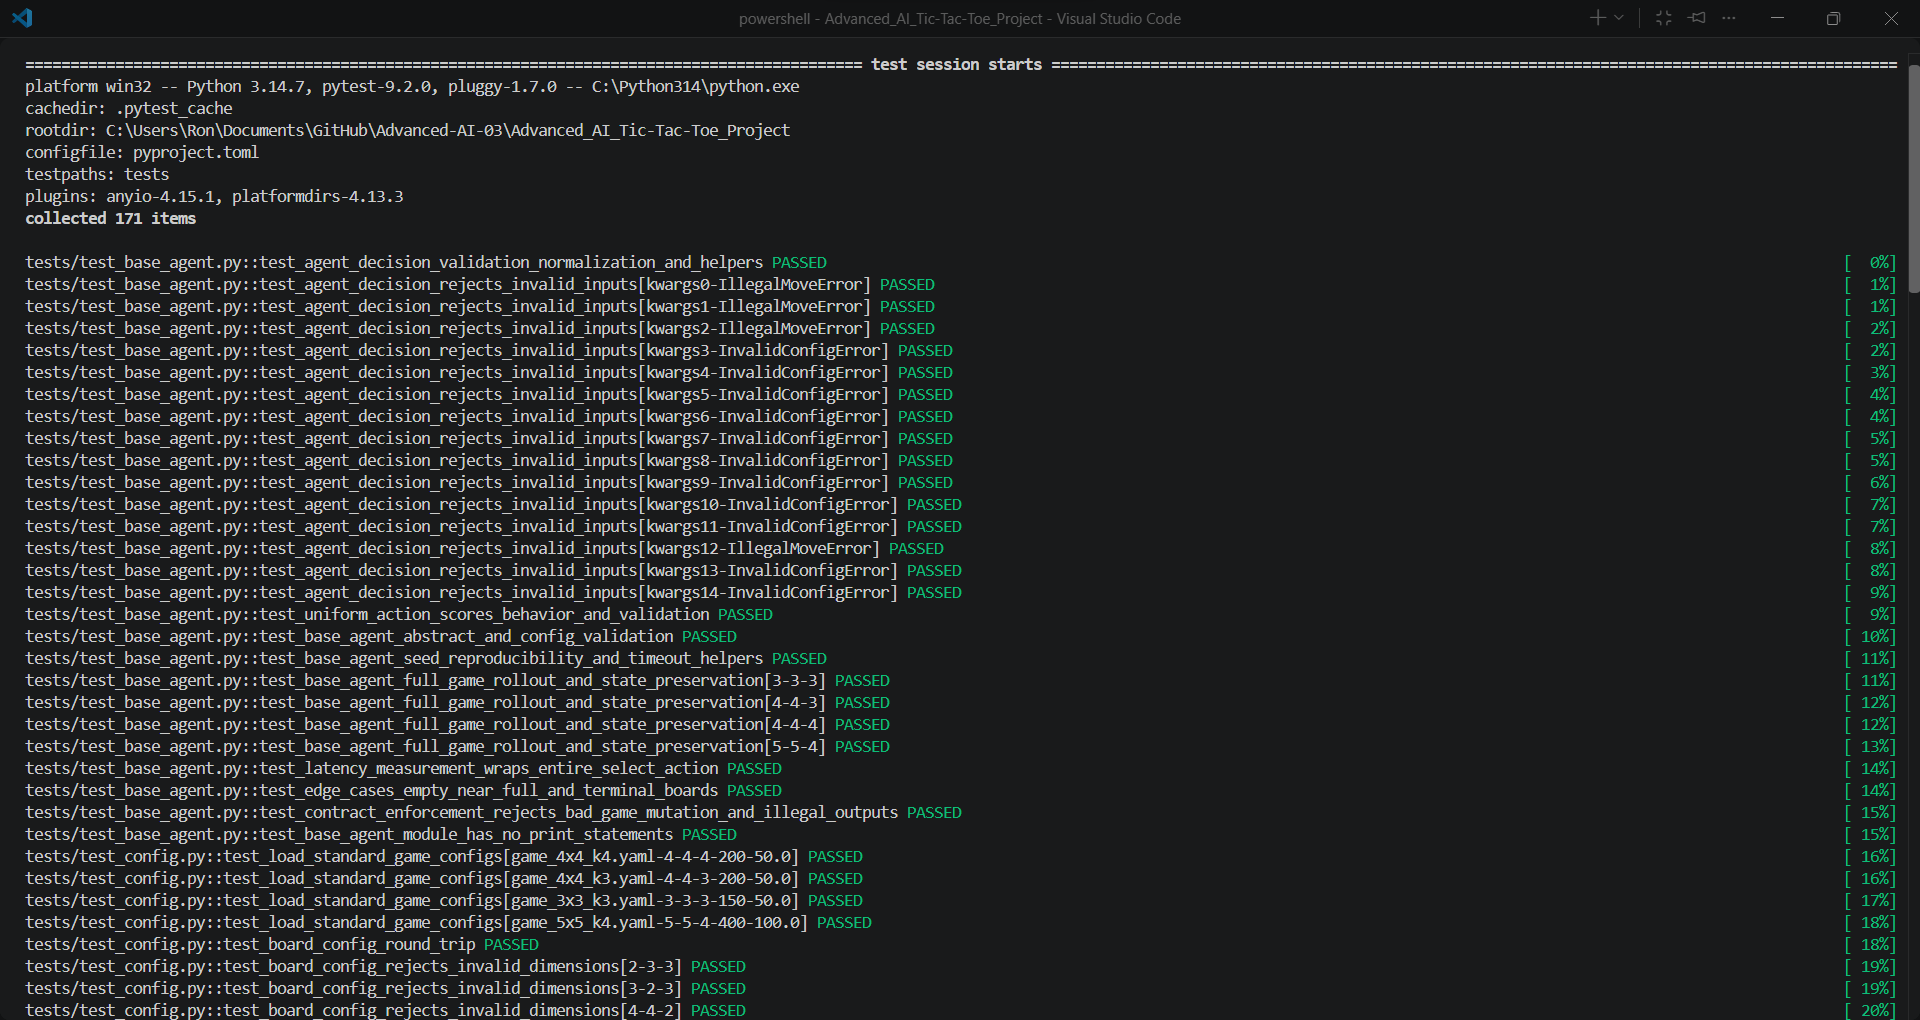 powershell - Advanced_AI_Tic-Tac-Toe_Project - Visual Studio Code
============================================================================================= test session starts ==============================================================================================
platform win32 -- Python 3.14.7, pytest-9.2.0, pluggy-1.7.0 -- C:\Python314\python.exe
cachedir: .pytest_cache
rootdir: C:\Users\Ron\Documents\GitHub\Advanced-AI-03\Advanced_AI_Tic-Tac-Toe_Project
configfile: pyproject.toml
testpaths: tests
plugins: anyio-4.15.1, platformdirs-4.13.3
collected 171 items
tests/test_base_agent.py::test_agent_decision_validation_normalization_and_helpers PASSED [  0%]
tests/test_base_agent.py::test_agent_decision_rejects_invalid_inputs[kwargs0-IllegalMoveError] PASSED [  1%]
tests/test_base_agent.py::test_agent_decision_rejects_invalid_inputs[kwargs1-IllegalMoveError] PASSED [  1%]
tests/test_base_agent.py::test_agent_decision_rejects_invalid_inputs[kwargs2-IllegalMoveError] PASSED [  2%]
tests/test_base_agent.py::test_agent_decision_rejects_invalid_inputs[kwargs3-InvalidConfigError] PASSED [  2%]
tests/test_base_agent.py::test_agent_decision_rejects_invalid_inputs[kwargs4-InvalidConfigError] PASSED [  3%]
tests/test_base_agent.py::test_agent_decision_rejects_invalid_inputs[kwargs5-InvalidConfigError] PASSED [  4%]
tests/test_base_agent.py::test_agent_decision_rejects_invalid_inputs[kwargs6-InvalidConfigError] PASSED [  4%]
tests/test_base_agent.py::test_agent_decision_rejects_invalid_inputs[kwargs7-InvalidConfigError] PASSED [  5%]
tests/test_base_agent.py::test_agent_decision_rejects_invalid_inputs[kwargs8-InvalidConfigError] PASSED [  5%]
tests/test_base_agent.py::test_agent_decision_rejects_invalid_inputs[kwargs9-InvalidConfigError] PASSED [  6%]
tests/test_base_agent.py::test_agent_decision_rejects_invalid_inputs[kwargs10-InvalidConfigError] PASSED [  7%]
tests/test_base_agent.py::test_agent_decision_rejects_invalid_inputs[kwargs11-InvalidConfigError] PASSED [  7%]
tests/test_base_agent.py::test_agent_decision_rejects_invalid_inputs[kwargs12-IllegalMoveError] PASSED [  8%]
tests/test_base_agent.py::test_agent_decision_rejects_invalid_inputs[kwargs13-InvalidConfigError] PASSED [  8%]
tests/test_base_agent.py::test_agent_decision_rejects_invalid_inputs[kwargs14-InvalidConfigError] PASSED [  9%]
tests/test_base_agent.py::test_uniform_action_scores_behavior_and_validation PASSED [  9%]
tests/test_base_agent.py::test_base_agent_abstract_and_config_validation PASSED [ 10%]
tests/test_base_agent.py::test_base_agent_seed_reproducibility_and_timeout_helpers PASSED [ 11%]
tests/test_base_agent.py::test_base_agent_full_game_rollout_and_state_preservation[3-3-3] PASSED [ 11%]
tests/test_base_agent.py::test_base_agent_full_game_rollout_and_state_preservation[4-4-3] PASSED [ 12%]
tests/test_base_agent.py::test_base_agent_full_game_rollout_and_state_preservation[4-4-4] PASSED [ 12%]
tests/test_base_agent.py::test_base_agent_full_game_rollout_and_state_preservation[5-5-4] PASSED [ 13%]
tests/test_base_agent.py::test_latency_measurement_wraps_entire_select_action PASSED [ 14%]
tests/test_base_agent.py::test_edge_cases_empty_near_full_and_terminal_boards PASSED [ 14%]
tests/test_base_agent.py::test_contract_enforcement_rejects_bad_game_mutation_and_illegal_outputs PASSED [ 15%]
tests/test_base_agent.py::test_base_agent_module_has_no_print_statements PASSED [ 15%]
tests/test_config.py::test_load_standard_game_configs[game_4x4_k4.yaml-4-4-4-200-50.0] PASSED [ 16%]
tests/test_config.py::test_load_standard_game_configs[game_4x4_k3.yaml-4-4-3-200-50.0] PASSED [ 16%]
tests/test_config.py::test_load_standard_game_configs[game_3x3_k3.yaml-3-3-3-150-50.0] PASSED [ 17%]
tests/test_config.py::test_load_standard_game_configs[game_5x5_k4.yaml-5-5-4-400-100.0] PASSED [ 18%]
tests/test_config.py::test_board_config_round_trip PASSED [ 18%]
tests/test_config.py::test_board_config_rejects_invalid_dimensions[2-3-3] PASSED [ 19%]
tests/test_config.py::test_board_config_rejects_invalid_dimensions[3-2-3] PASSED [ 19%]
tests/test_config.py::test_board_config_rejects_invalid_dimensions[4-4-2] PASSED [ 20%]